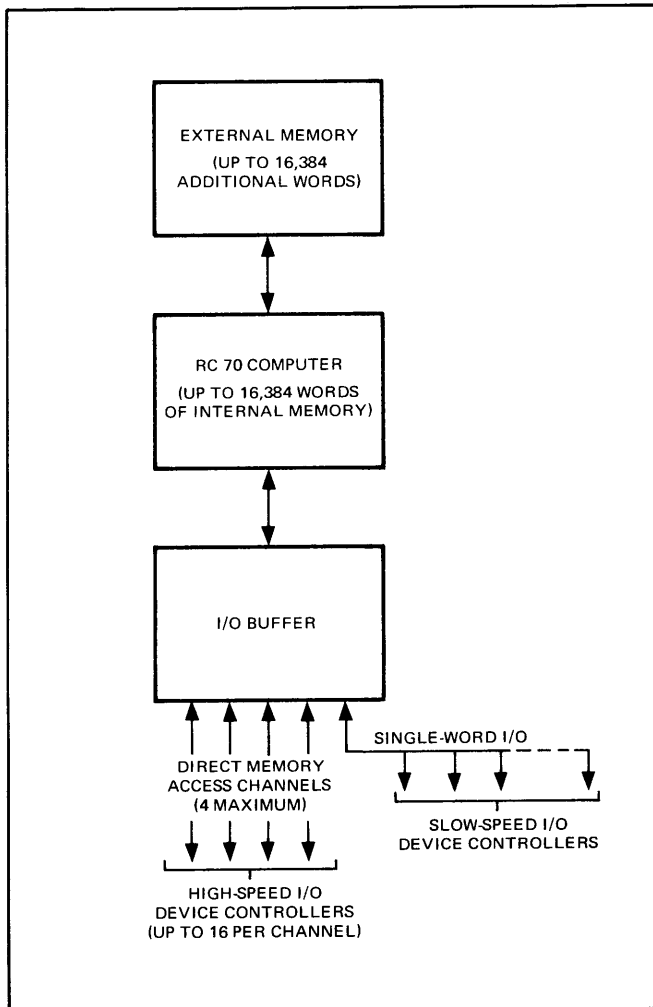 EXTERNAL MEMORY
(UP TO 16,384
ADDITIONAL WORDS)
RC 70 COMPUTER
(UP TO 16,384 WORDS
OF INTERNAL MEMORY)
I/O BUFFER
SINGLE-WORD I/O
DIRECT MEMORY
ACCESS CHANNELS
(4 MAXIMUM)
SLOW-SPEED I/O
DEVICE CONTROLLERS
HIGH-SPEED I/O
DEVICE CONTROLLERS
(UP TO 16 PER CHANNEL)